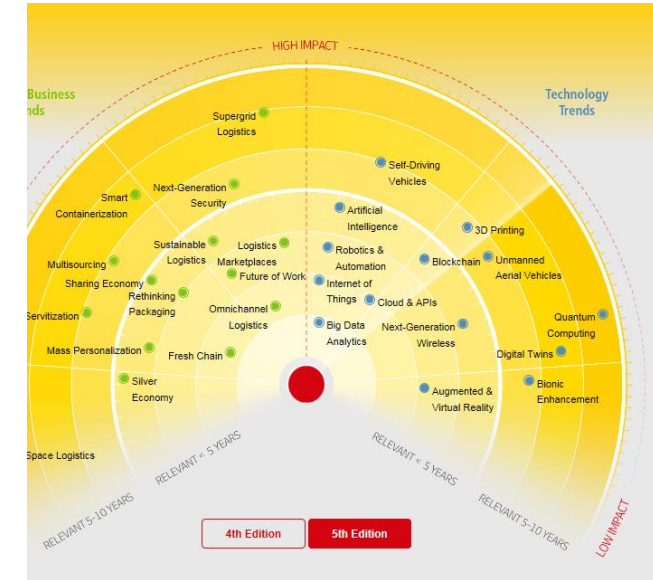 HIGH IMPACT
Business
nds
Technology
Trends
Supergrid
Logistics
Self-Driving
Vehicles
Next-Generation
Security
Smart
Containerization
Artificial
Intelligence
3D Printing
Sustainable
Logistics
Logistics
Marketplaces
Robotics &
Automation
Blockchain
Unmanned
Aerial Vehicles
Multisourcing
Sharing Economy
Future of Work
Internet of
Things
Rethinking
Packaging
Cloud & APIs
Omnichannel
Logistics
Servitization
Big Data
Analytics
Next-Generation
Wireless
Quantum
Computing
Mass Personalization
Fresh Chain
Digital Twins
Silver
Economy
Augmented &
Virtual Reality
Bionic
Enhancement
Space Logistics
RELEVANT < 5 YEARS
RELEVANT < 5 YEARS
RELEVANT 5-10 YEARS
RELEVANT 5-10 YEARS
LOW IMPACT
4th Edition
5th Edition